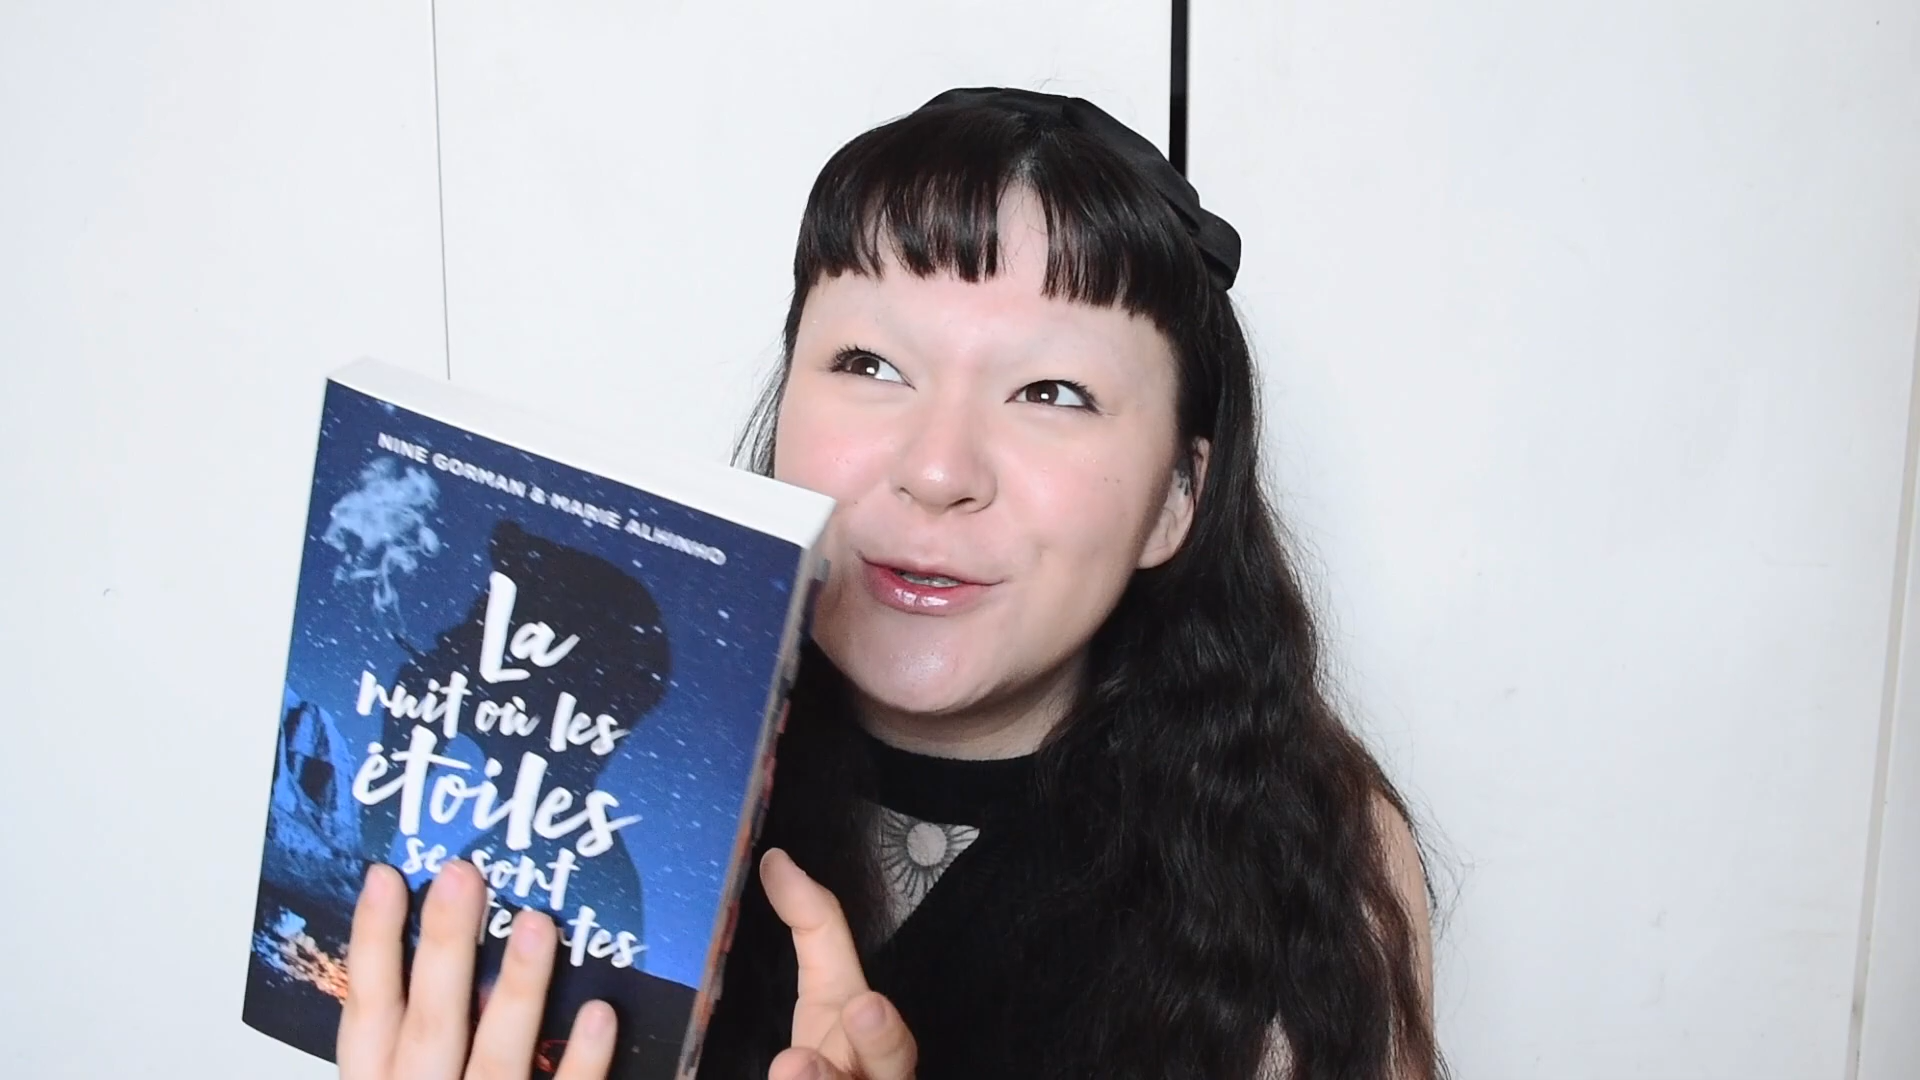 NINE GORMAN & MARIE ALHINHO
La
nuit où les
étoiles
se sont